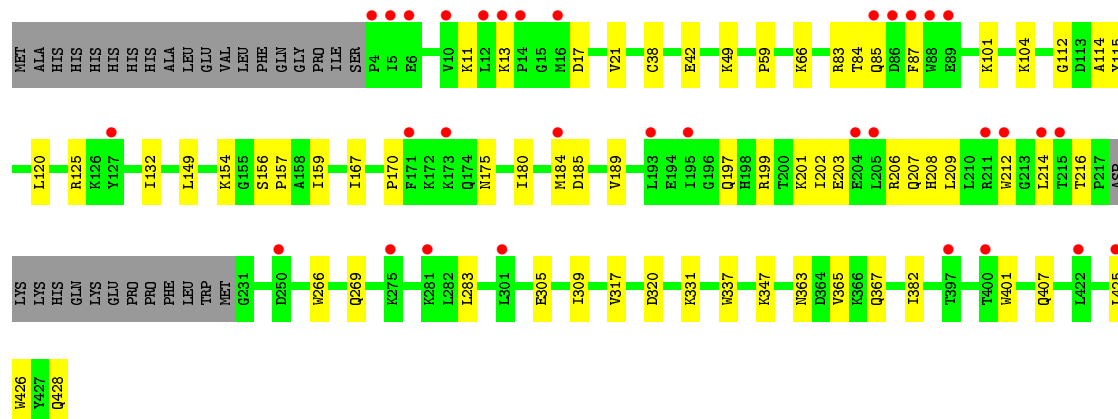 MET ALA HIS HIS HIS HIS HIS HIS ALA LEU GLU VAL LEU PHE GLN GLY PRO ILE SER P4 I5 E6 V10 K11 L12 K13 P14 G15 M16 D17 V21 C38 E42 K49 P59 K66 R83 T84 Q85 D86 F87 W88 E89 K101 K104 G112 D113 A114 Y115
L120 R125 K126 Y127 I132 L149 K154 G155 S156 P157 A158 I159 I167 P170 F171 K172 K173 Q174 N175 I180 M184 D185 V189 L193 E194 I195 G196 Q197 H198 R199 T200 K201 I202 E203 E204 L205 R206 Q207 H208 L209 L210 R211 W212 G213 L214 T215 T216 P217 ASP
LYS LYS HIS GLN LYS GLU PRO PRO PHE LEU TRP MET G231 D250 W266 Q269 K275 K281 L282 L283 L301 E305 I309 V317 D320 K331 W337 K347 N363 D364 V365 K366 Q367 I382 T397 T400 W401 Q407 L422 L425
W426 Y427 Q428